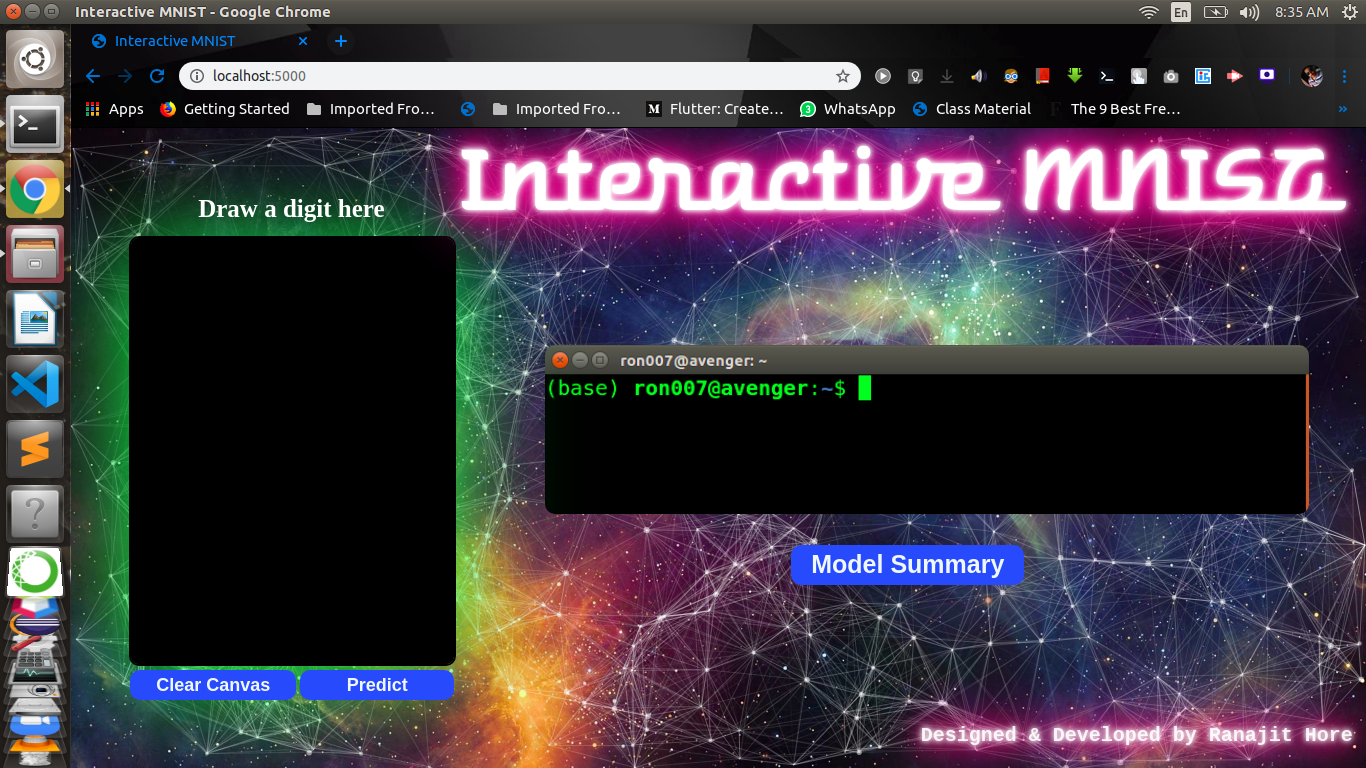 Interactive MNIST - Google Chrome
En
8:35 AM
Interactive MNIST
localhost:5000
Apps
Getting Started
Imported Fro…
Imported Fro…
M
Flutter: Create…
3
WhatsApp
Class Material
F
The 9 Best Fre…
»
Interactive MNIST
Draw a digit here
ron007@avenger: ~
(base) ron007@avenger:~$
Model Summary
Clear Canvas
Predict
Designed & Developed by Ranajit Hore